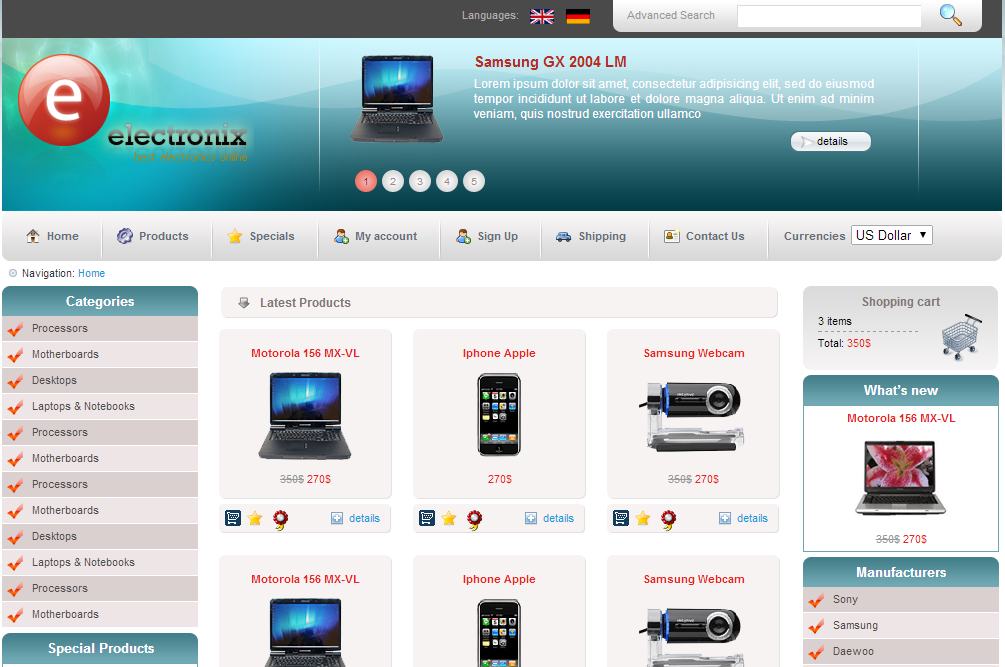 Languages:
Advanced Search
e
electronix
Samsung GX 2004 LM
Lorem ipsum dolor sit amet, consectetur adipisicing elit, sed do eiusmod
tempor incididunt ut labore et dolore magna aliqua. Ut enim ad minim
veniam, quis nostrud exercitation ullamco
details
1 2 3 4 5
Home Products Specials My account Sign Up Shipping Contact Us Currencies US Dollar
Navigation: Home
Categories
Processors
Motherboards
Desktops
Laptops & Notebooks
Processors
Motherboards
Processors
Motherboards
Desktops
Laptops & Notebooks
Processors
Motherboards
Special Products
Latest Products
Motorola 156 MX-VL
350$ 270$
details
Iphone Apple
270$
details
Samsung Webcam
350$ 270$
details
Motorola 156 MX-VL
Iphone Apple
Samsung Webcam
Shopping cart
3 items
Total: 350$
What's new
Motorola 156 MX-VL
350$ 270$
Manufacturers
Sony
Samsung
Daewoo